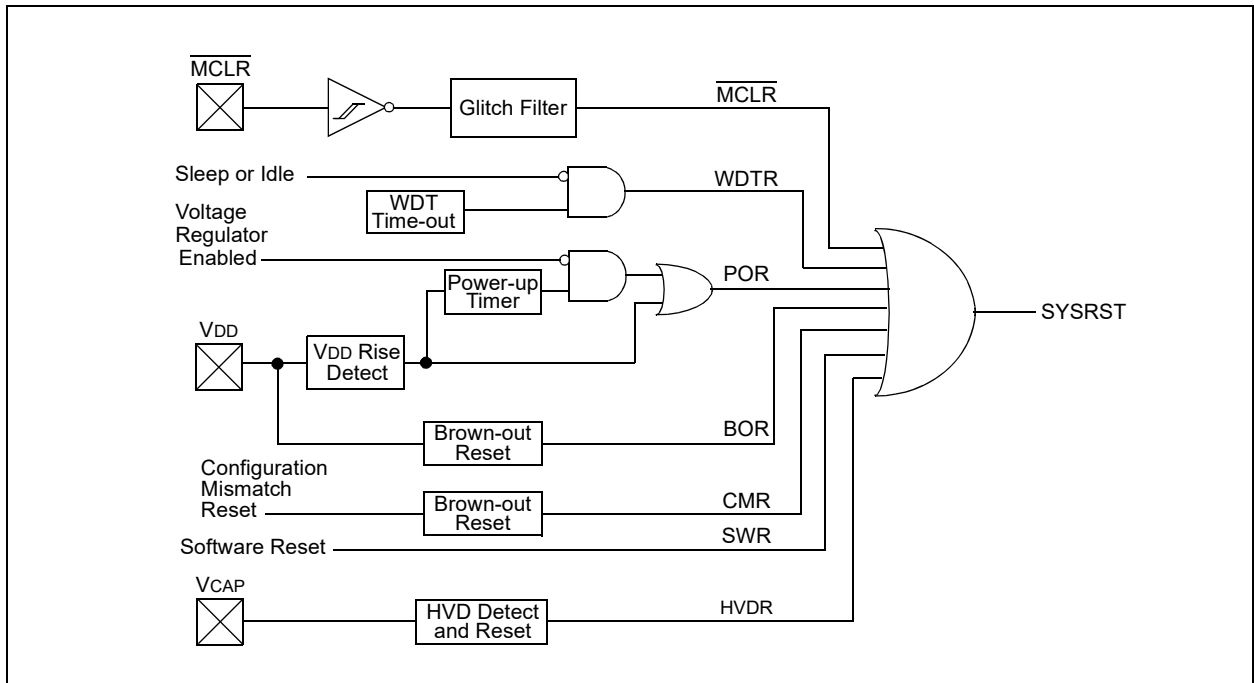 MCLR
Glitch Filter
MCLR
Sleep or Idle
WDTR
WDT
Time-out
Voltage
Regulator
Enabled
Power-up
Timer
POR
SYSRST
VDD
VDD Rise
Detect
Brown-out
Reset
BOR
Configuration
Mismatch
Reset
Brown-out
Reset
CMR
Software Reset
SWR
VCAP
HVD Detect
and Reset
HVDR